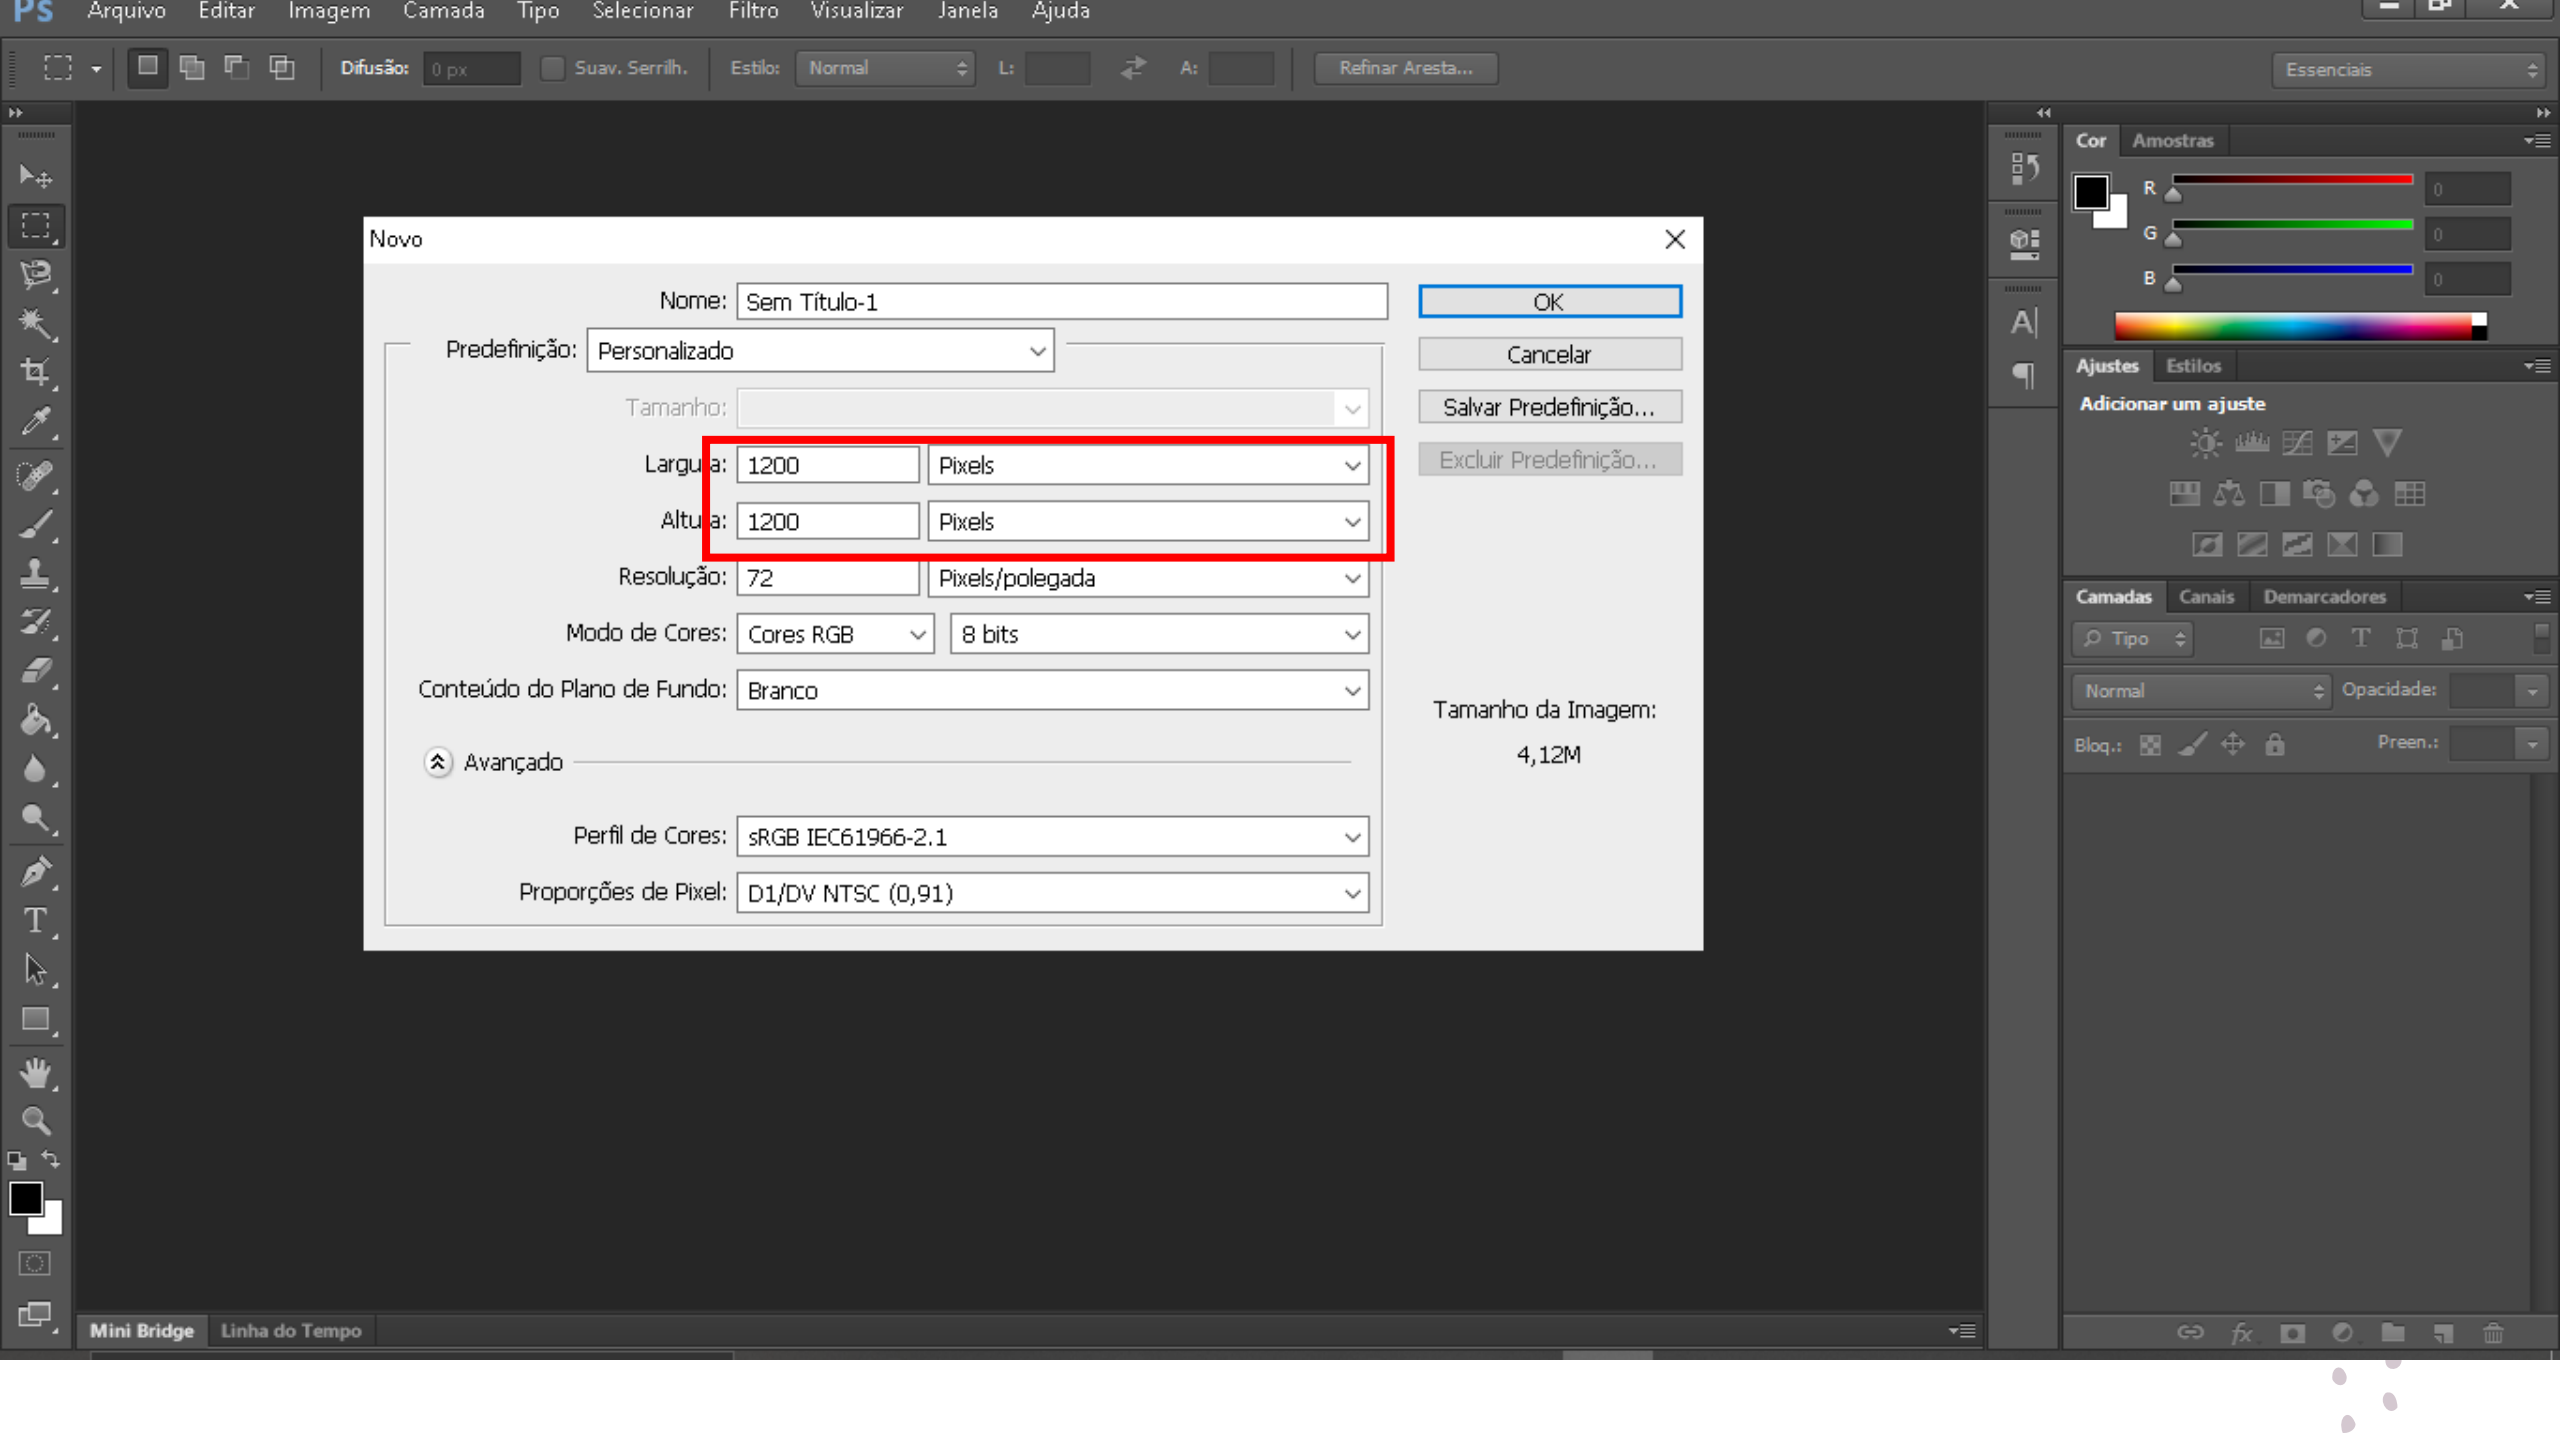 Ps Arquivo Editar Imagem Camada Tipo Selecionar Filtro Visualizar Janela Ajuda
Difusão: 0 px Suav. Serrilh. Estilo: Normal L: A: Refinar Aresta... Essenciais
Cor Amostras
R 0
G 0
B 0
Novo
Nome: Sem Título-1
OK
Predefinição: Personalizado
Cancelar
Tamanho:
Salvar Predefinição...
Largura: 1200 Pixels
Excluir Predefinição...
Altura: 1200 Pixels
Resolução: 72 Pixels/polegada
Modo de Cores: Cores RGB 8 bits
Conteúdo do Plano de Fundo: Branco
Tamanho da Imagem:
4,12M
Avançado
Perfil de Cores: sRGB IEC61966-2.1
Proporções de Pixel: D1/DV NTSC (0,91)
Ajustes Estilos
Adicionar um ajuste
Camadas Canais Demarcadores
Tipo
Normal Opacidade:
Bloq.: Preen.:
Mini Bridge Linha do Tempo
fx